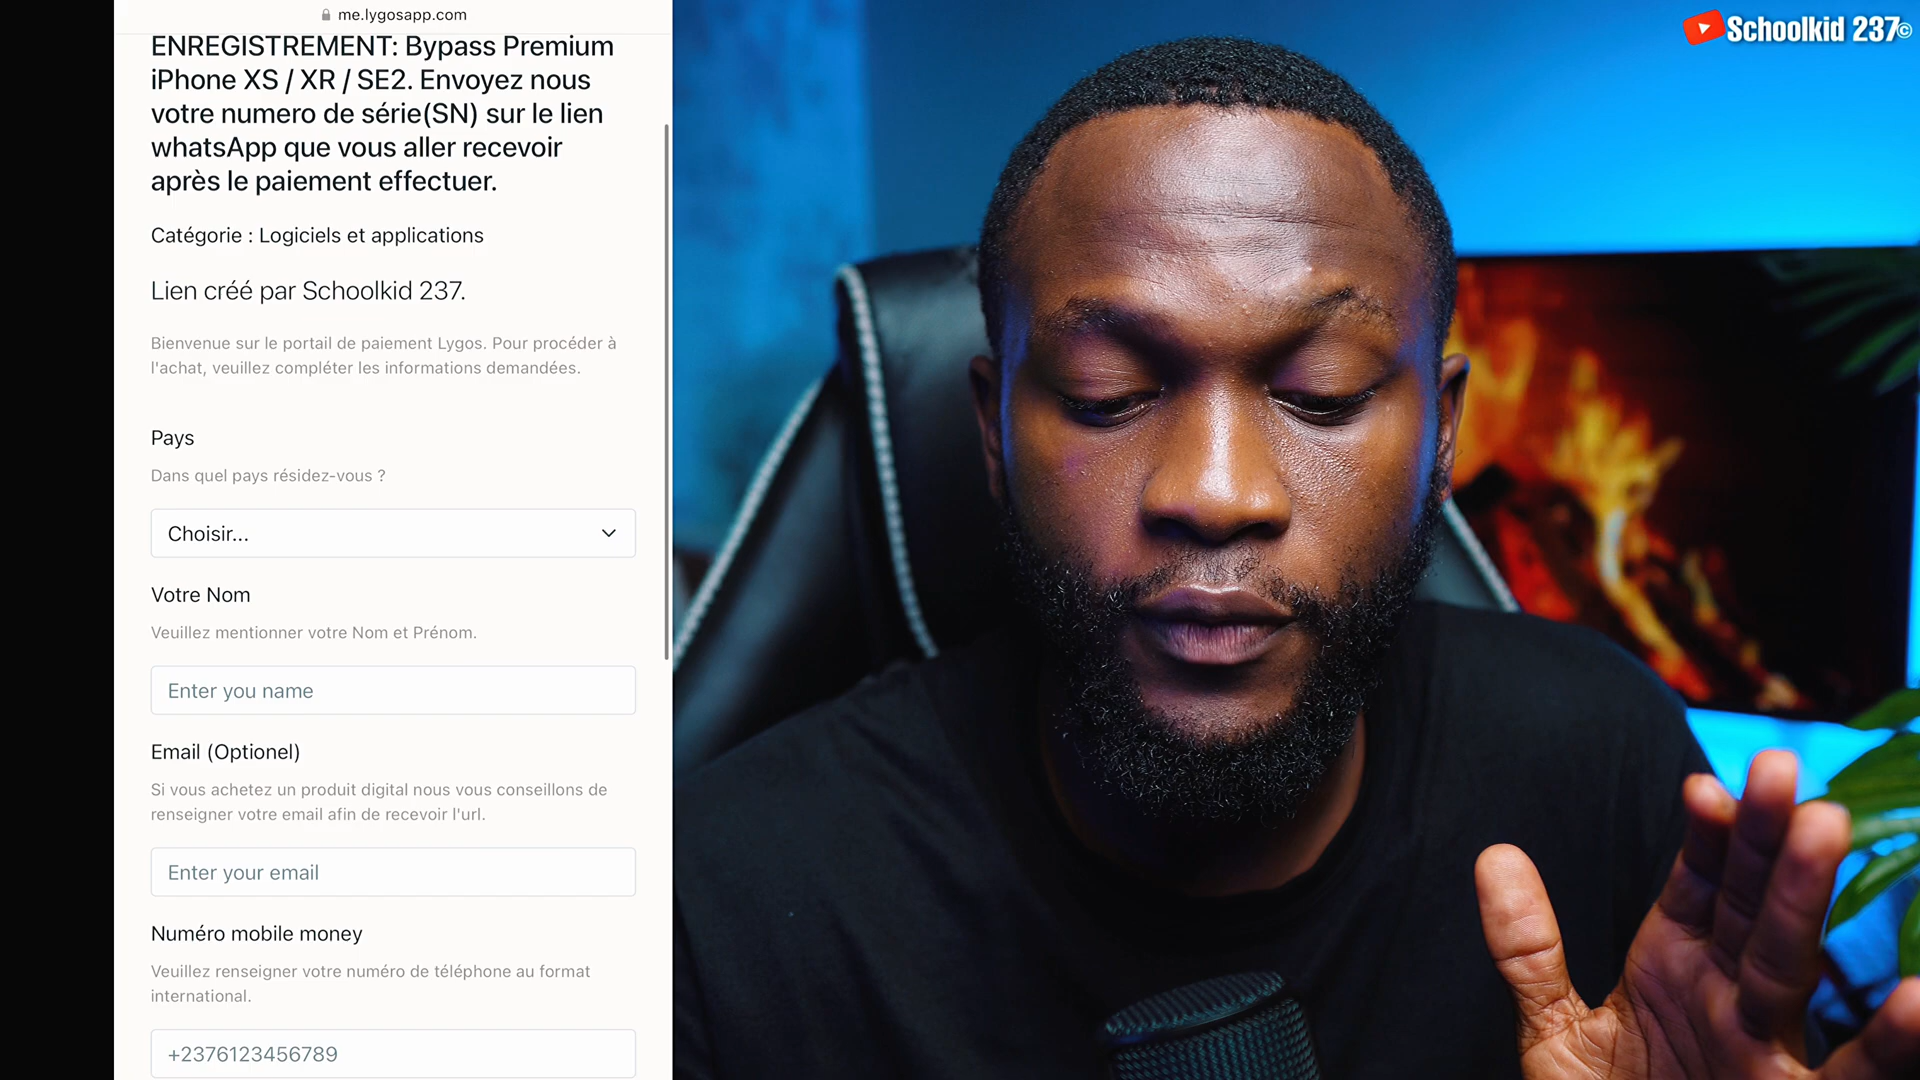 me.lygosapp.com
ENREGISTREMENT: Bypass Premium
iPhone XS / XR / SE2. Envoyez nous
votre numero de série(SN) sur le lien
whatsApp que vous aller recevoir
après le paiement effectuer.
Catégorie : Logiciels et applications
Lien créé par Schoolkid 237.
Bienvenue sur le portail de paiement Lygos. Pour procéder à
l'achat, veuillez compléter les informations demandées.
Pays
Dans quel pays résidez-vous ?
Choisir...
Votre Nom
Veuillez mentionner votre Nom et Prénom.
Enter you name
Email (Optionel)
Si vous achetez un produit digital nous vous conseillons de
renseigner votre email afin de recevoir l'url.
Enter your email
Numéro mobile money
Veuillez renseigner votre numéro de téléphone au format
international.
+2376123456789
Schoolkid 237©